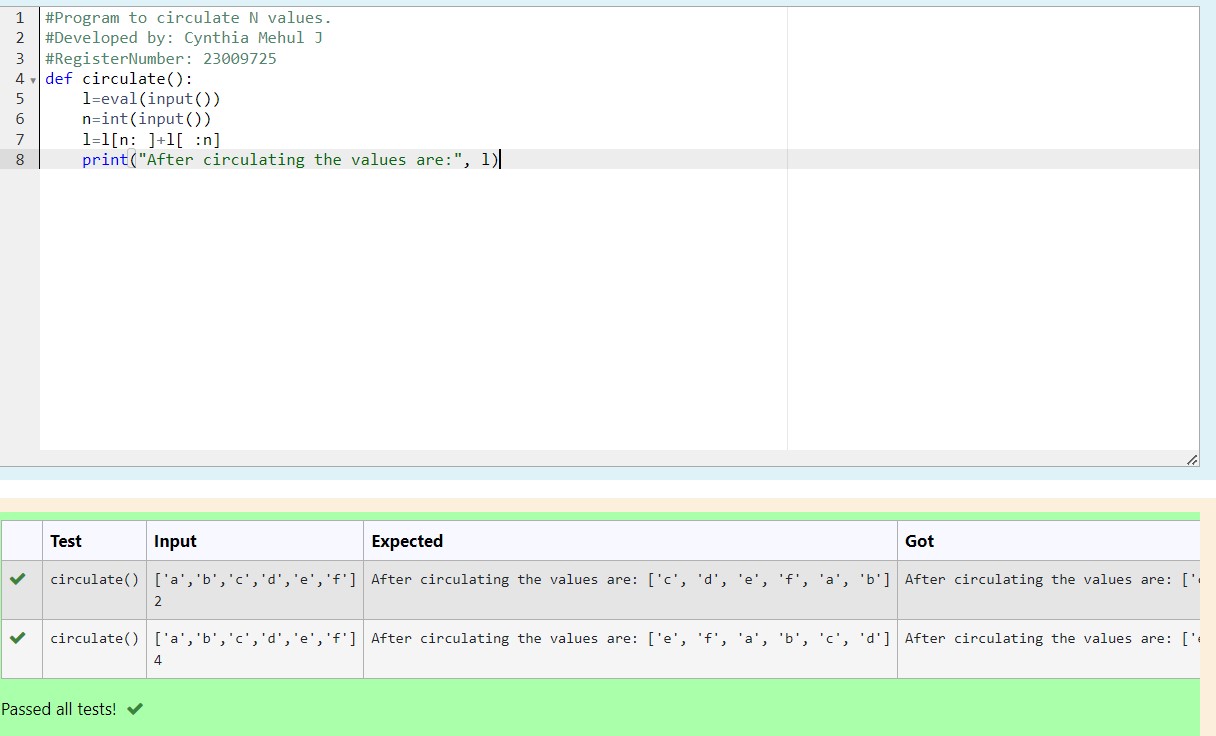 1 #Program to circulate N values.
2 #Developed by: Cynthia Mehul J
3 #RegisterNumber: 23009725
4 def circulate():
5     l=eval(input())
6     n=int(input())
7     l=l[n: ]+l[ :n]
8     print("After circulating the values are:", l)
Test Input Expected Got
circulate() ['a','b','c','d','e','f'] After circulating the values are: ['c', 'd', 'e', 'f', 'a', 'b'] After circulating the values are: ['
2
circulate() ['a','b','c','d','e','f'] After circulating the values are: ['e', 'f', 'a', 'b', 'c', 'd'] After circulating the values are: ['
4
Passed all tests!